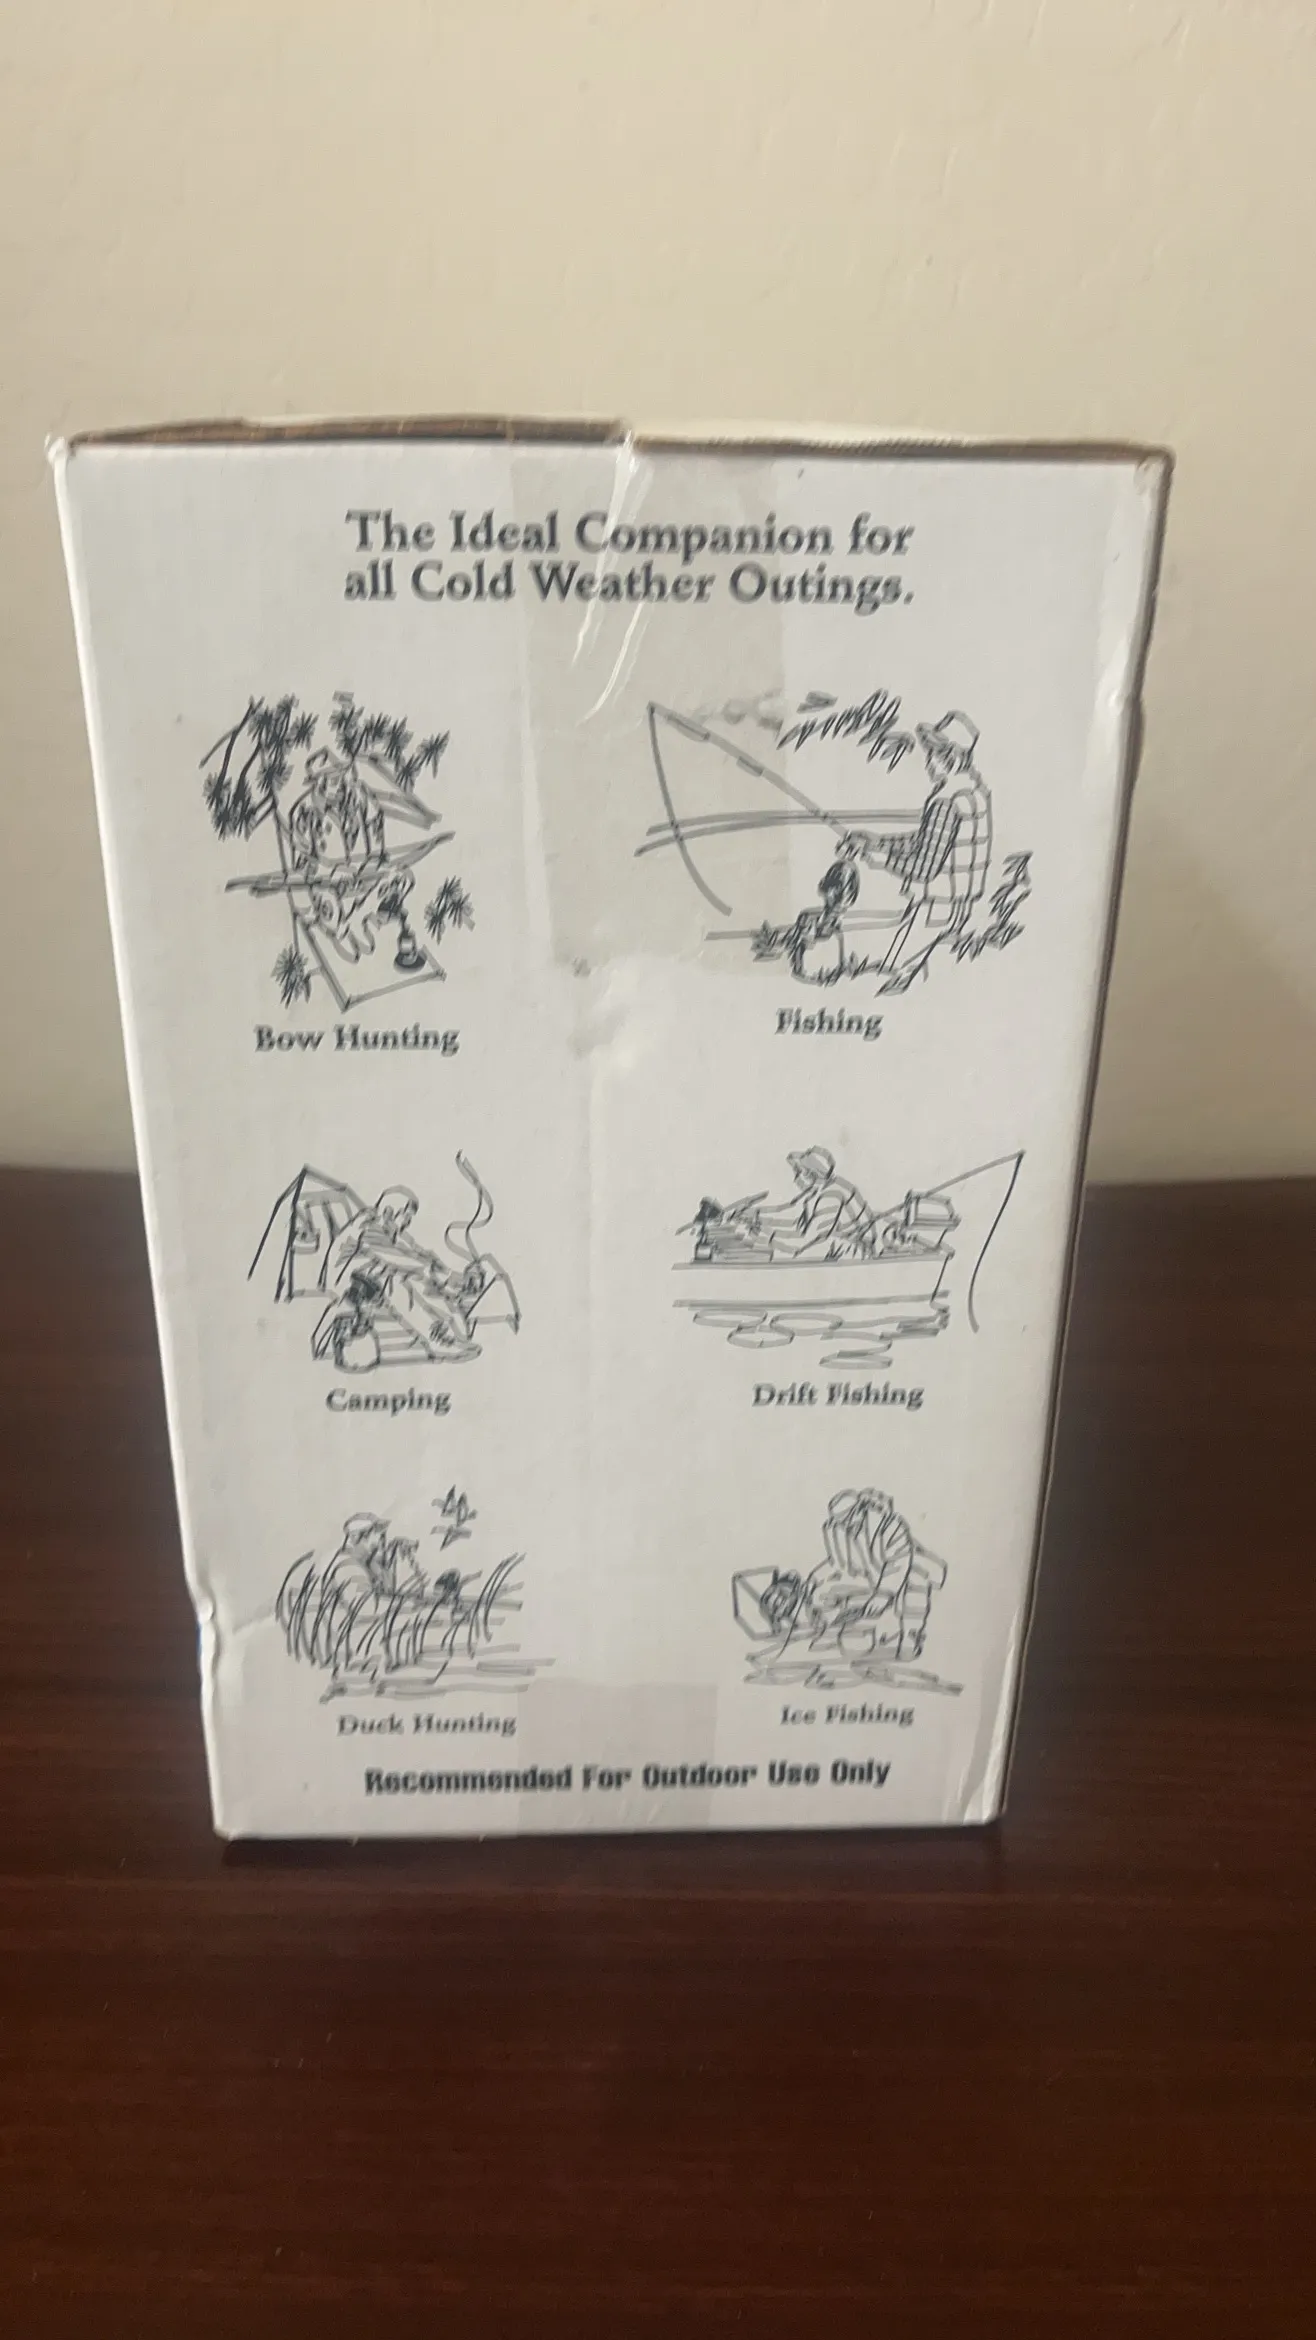 The Ideal Companion for
all Cold Weather Outings.
Bow Hunting
Fishing
Camping
Drift Fishing
Duck Hunting
Ice Fishing
Recommended For Outdoor Use Only